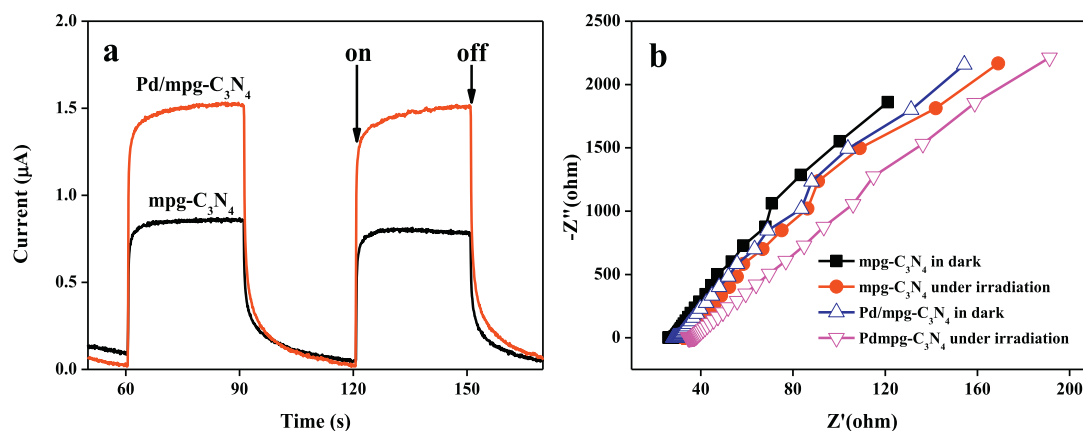 a
on
off
Pd/mpg-C₃N₄
mpg-C₃N₄
Current (μA)
2.0
1.5
1.0
0.5
0.0
60 90 120 150
Time (s)
b
-Z''(ohm)
2500
2000
1500
1000
500
0
mpg-C₃N₄ in dark
mpg-C₃N₄ under irradiation
Pd/mpg-C₃N₄ in dark
Pdmpg-C₃N₄ under irradiation
40 80 120 160 200
Z'(ohm)